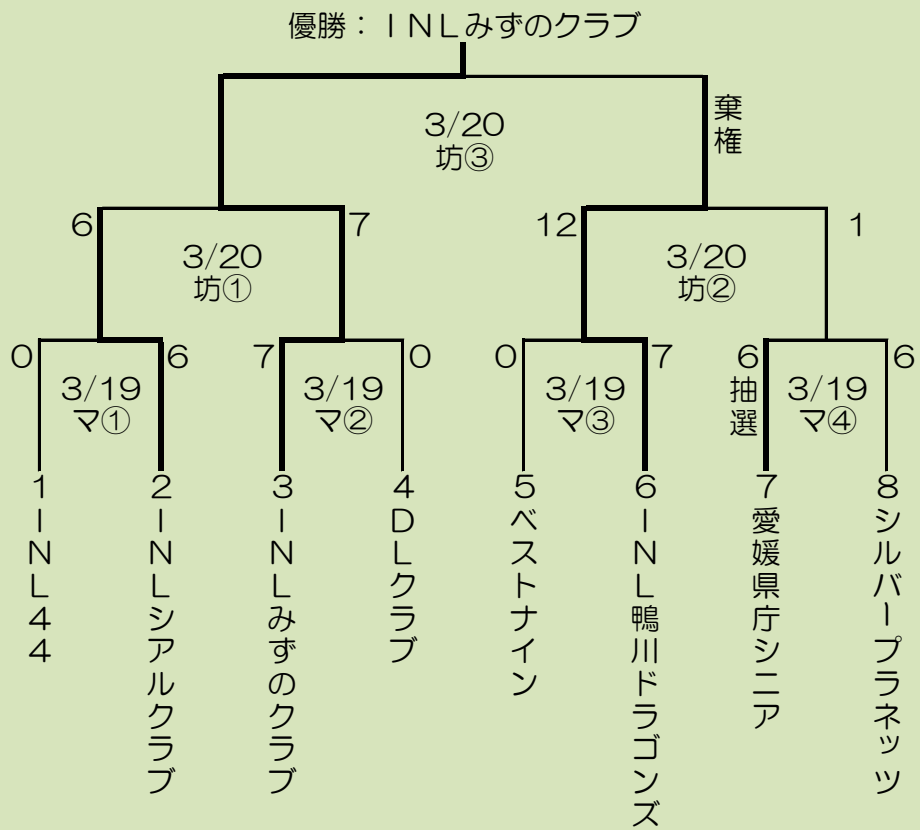 優勝：ＩＮＬみずのクラブ
棄権
3/20
坊③
6
7
12
1
3/20
坊①
3/20
坊②
0
6
7
0
0
7
6
6
抽選
3/19
マ①
3/19
マ②
3/19
マ③
3/19
マ④
1ＩＮＬ44
2ＩＮＬシアルクラブ
3ＩＮＬみずのクラブ
4ＤＬクラブ
5ベストナイン
6ＩＮＬ鴨川ドラゴンズ
7愛媛県庁シニア
8シルバープラネッツ